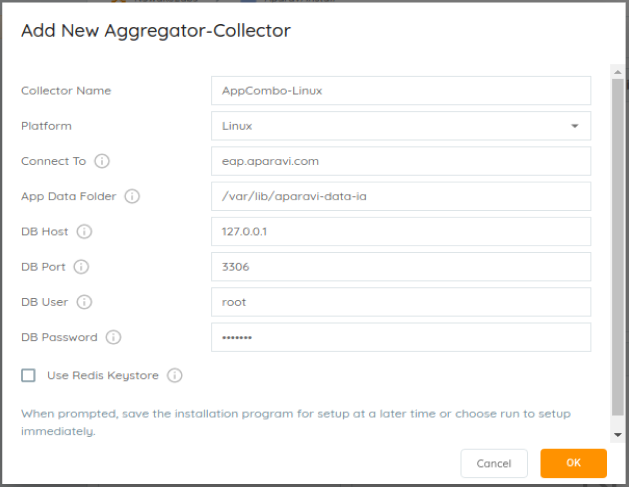 Add New Aggregator-Collector
Collector Name
AppCombo-Linux
Platform
Linux
Connect To
eap.aparavi.com
App Data Folder
/var/lib/aparavi-data-ia
DB Host
127.0.0.1
DB Port
3306
DB User
root
DB Password
•••••••
Use Redis Keystore
When prompted, save the installation program for setup at a later time or choose run to setup
immediately.
Cancel
OK